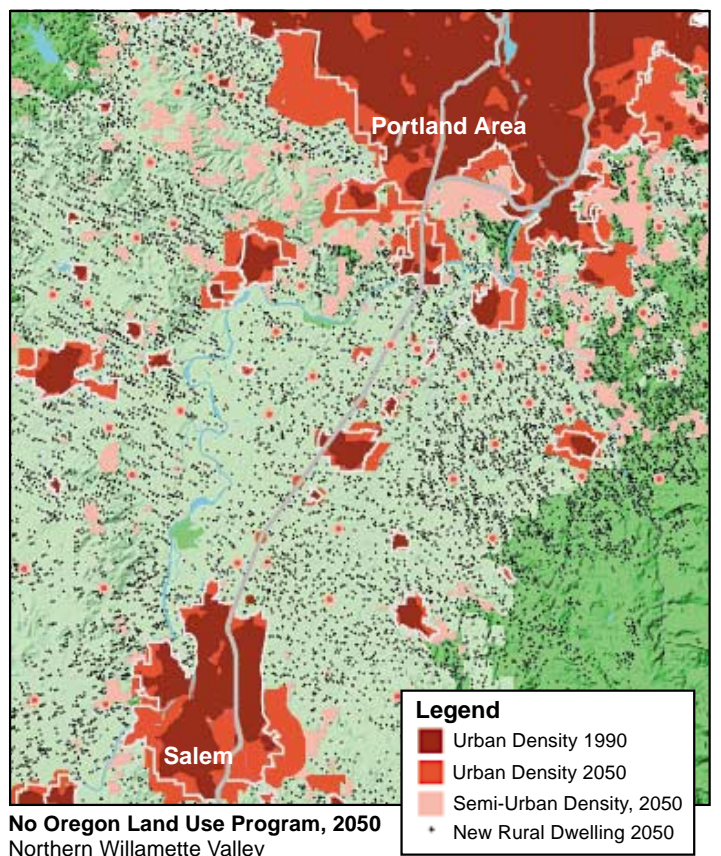 Portland Area
Salem
Legend
Urban Density 1990
Urban Density 2050
Semi-Urban Density, 2050
New Rural Dwelling 2050
No Oregon Land Use Program, 2050
Northern Willamette Valley